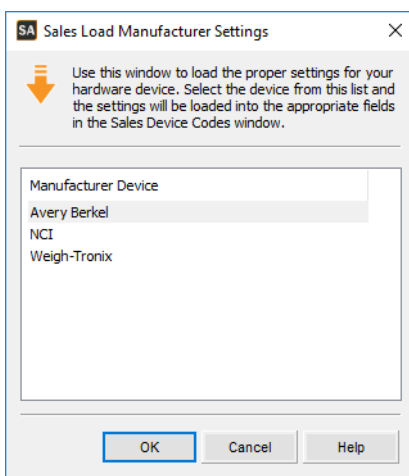 SA Sales Load Manufacturer Settings
Use this window to load the proper settings for your
hardware device. Select the device from this list and
the settings will be loaded into the appropriate fields
in the Sales Device Codes window.
Manufacturer Device
Avery Berkel
NCI
Weigh-Tronix
OK Cancel Help